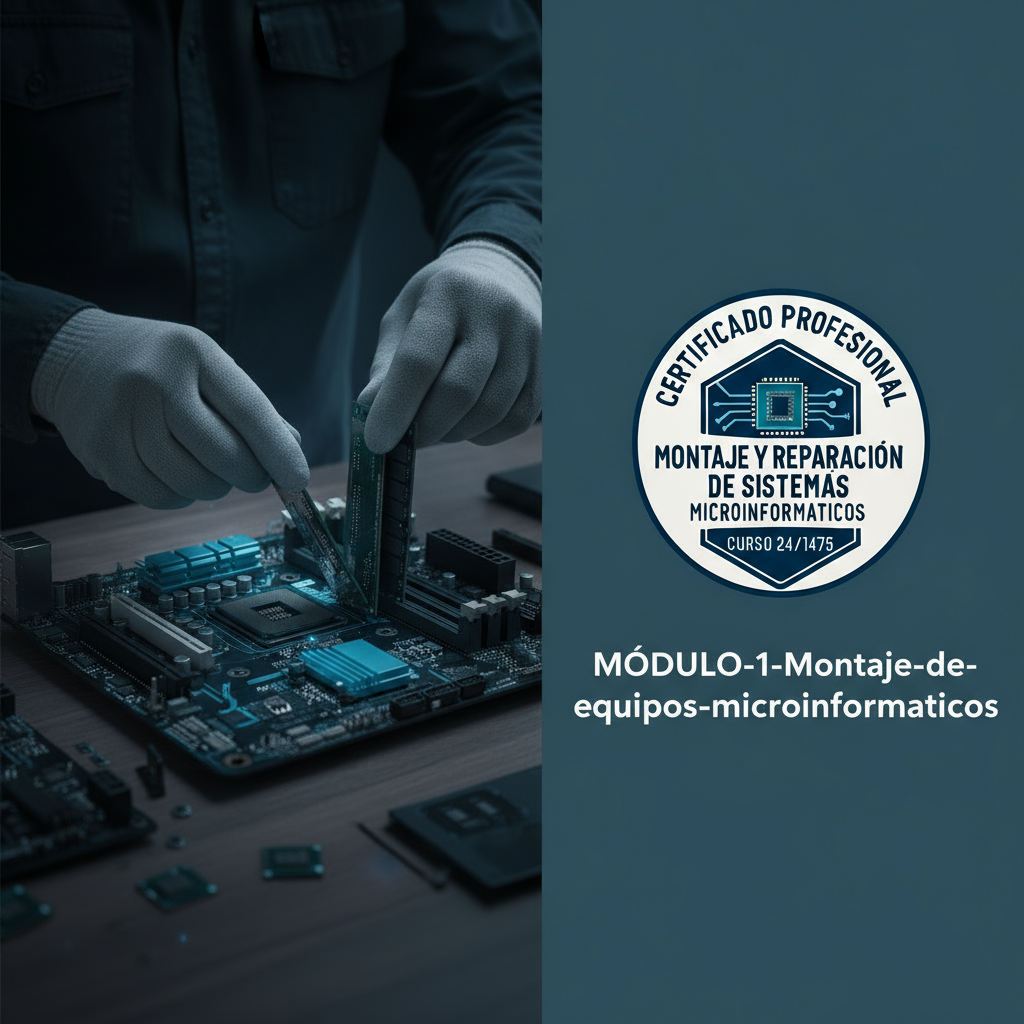 CERTIFICADO PROFESIONAL
MONTAJE Y REPARACIÓN
DE SISTEMAS
MICROINFORMATICOS
CURSO 24/1475
MÓDULO-1-Montaje-de-
equipos-microinformaticos